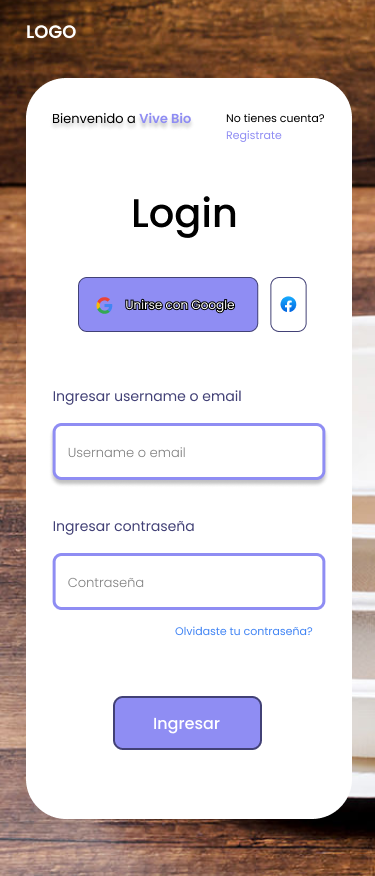 LOGO
Bienvenido a Vive Bio
No tienes cuenta?
Registrate
Login
Unirse con Google
Ingresar username o email
Username o email
Ingresar contraseña
Contraseña
Olvidaste tu contraseña?
Ingresar